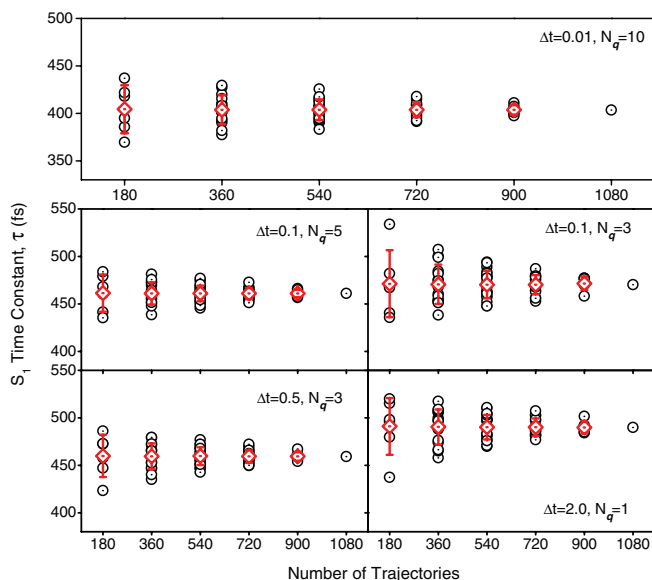 500
Δt=0.01, N_q=10
450
400
350
180 360 540 720 900 1080
550
Δt=0.1, N_q=5
500
450
400
Δt=0.1, N_q=3
550
Δt=0.5, N_q=3
500
450
400
380
180 360 540 720 900 1080
Δt=2.0, N_q=1
180 360 540 720 900 1080
S₁ Time Constant, τ (fs)
Number of Trajectories